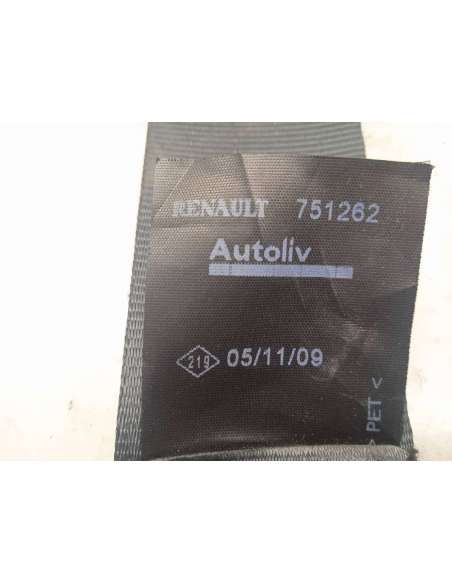 RENAULT 751262
Autoliv
219 05/11/09
> PET <